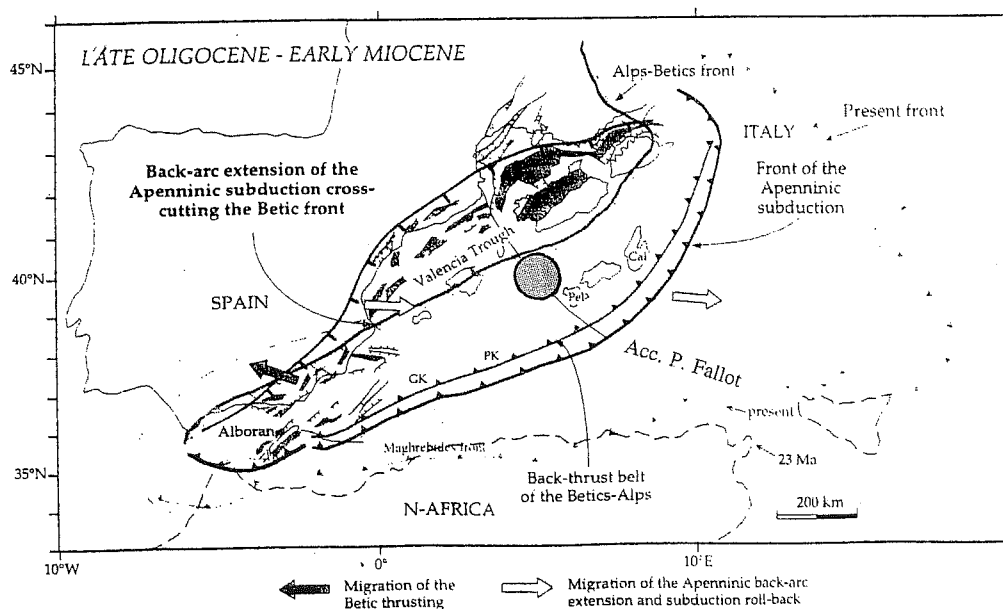 LATE OLIGOCENE - EARLY MIOCENE
45°N
Alps-Betics front
Present front
ITALY
Back-arc extension of the
Apenninic subduction cross-
cutting the Betic front
Front of the
Apenninic
subduction
Valencia Trough
Cal
40°N
SPAIN
Pel
Acc. P. Fallot
PK
GK
present
Alboran
Maghrebides front
23 Ma
35°N
Back-thrust belt
of the Betics-Alps
N-AFRICA
200 km
10°W
0°
10°E
Migration of the
Betic thrusting
Migration of the Apenninic back-arc
extension and subduction roll-back